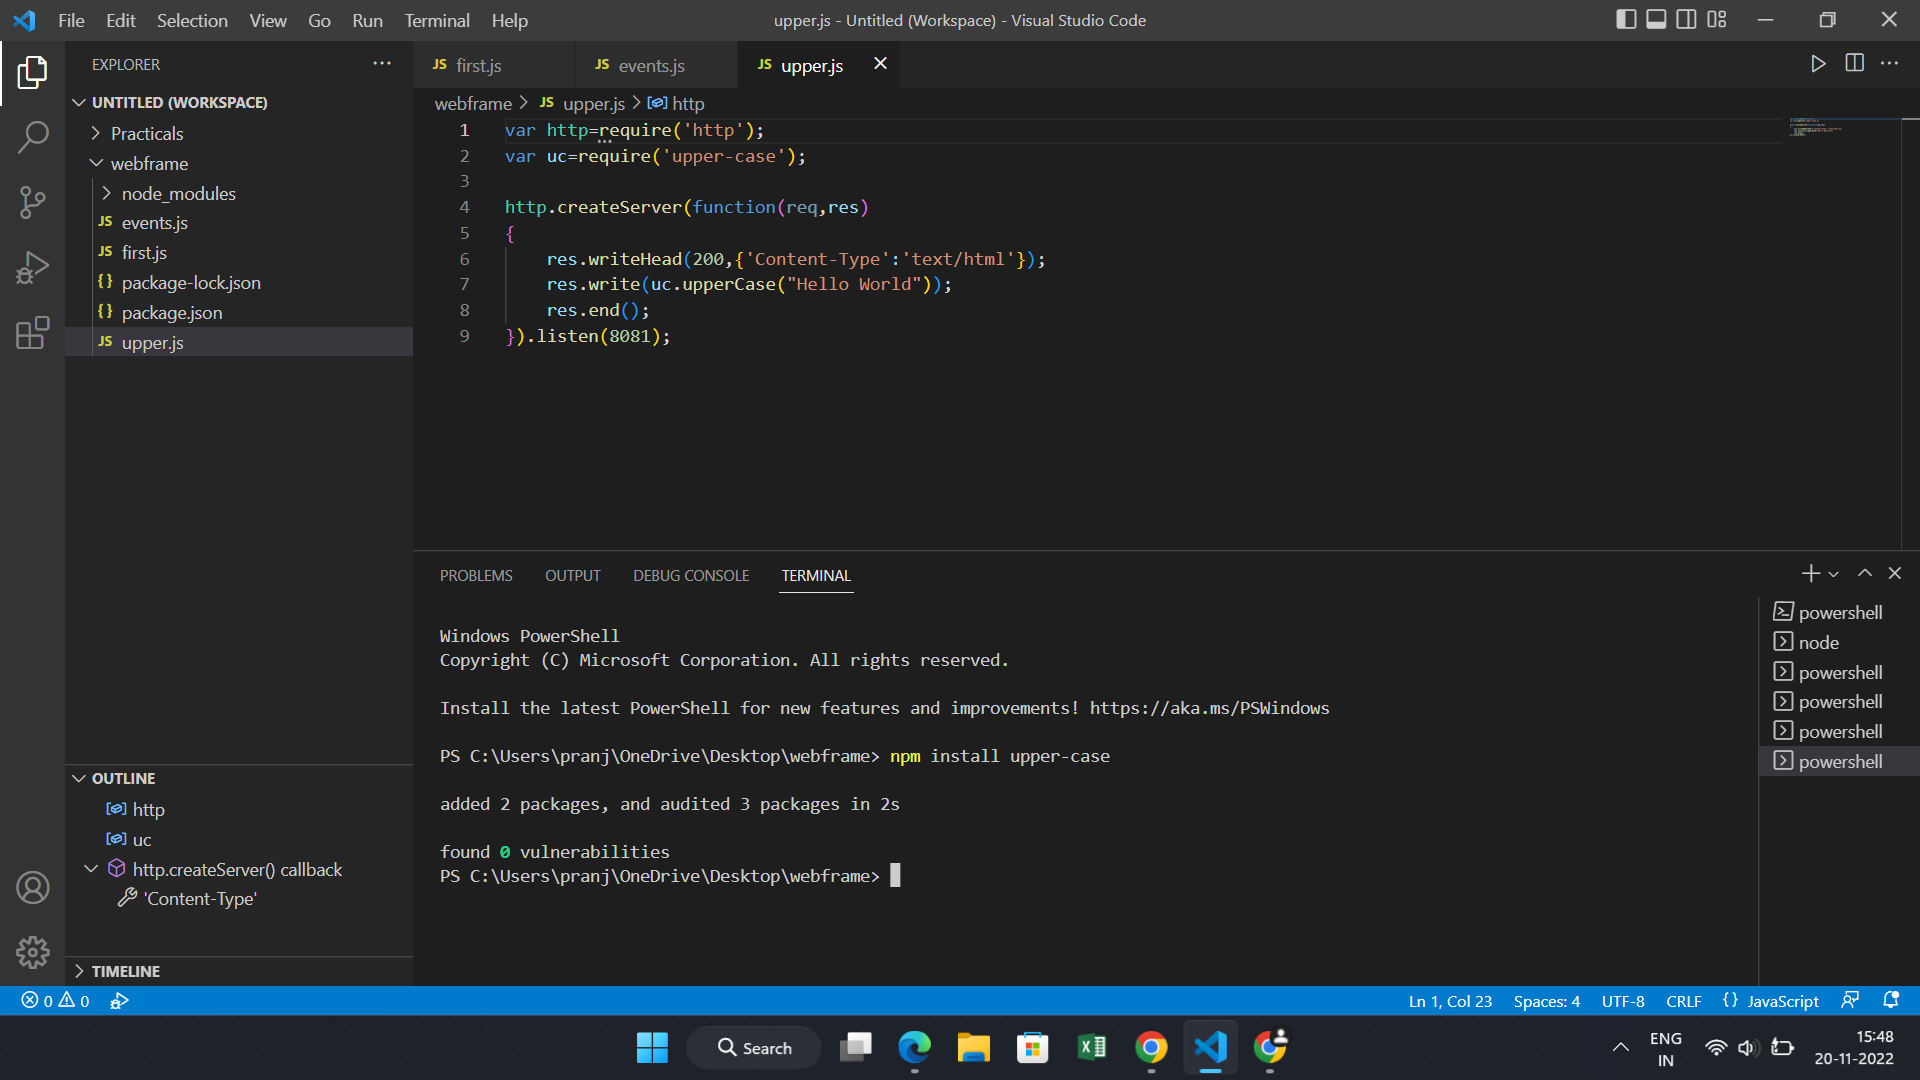 File Edit Selection View Go Run Terminal Help
upper.js - Untitled (Workspace) - Visual Studio Code
EXPLORER
UNTITLED (WORKSPACE)
Practicals
webframe
node_modules
JS events.js
JS first.js
{} package-lock.json
{} package.json
JS upper.js
OUTLINE
http
uc
http.createServer() callback
'Content-Type'
TIMELINE
JS first.js JS events.js JS upper.js
webframe > JS upper.js > http
1 var http=require('http');
2 var uc=require('upper-case');
3
4 http.createServer(function(req,res)
5 {
6 res.writeHead(200,{'Content-Type':'text/html'});
7 res.write(uc.upperCase("Hello World"));
8 res.end();
9 }).listen(8081);
PROBLEMS OUTPUT DEBUG CONSOLE TERMINAL
Windows PowerShell
Copyright (C) Microsoft Corporation. All rights reserved.
Install the latest PowerShell for new features and improvements! https://aka.ms/PSWindows
PS C:\Users\pranj\OneDrive\Desktop\webframe> npm install upper-case
added 2 packages, and audited 3 packages in 2s
found 0 vulnerabilities
PS C:\Users\pranj\OneDrive\Desktop\webframe>
powershell
node
powershell
powershell
powershell
powershell
0 0
Ln 1, Col 23 Spaces: 4 UTF-8 CRLF {} JavaScript
Search
ENG
IN
15:48
20-11-2022